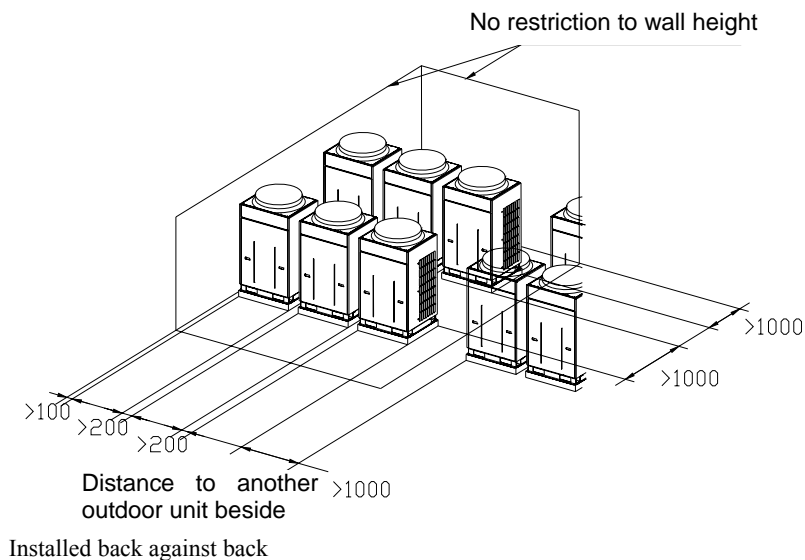 No restriction to wall height
>1000
>1000
>100
>200
>200
>1000
Distance to another
outdoor unit beside
Installed back against back